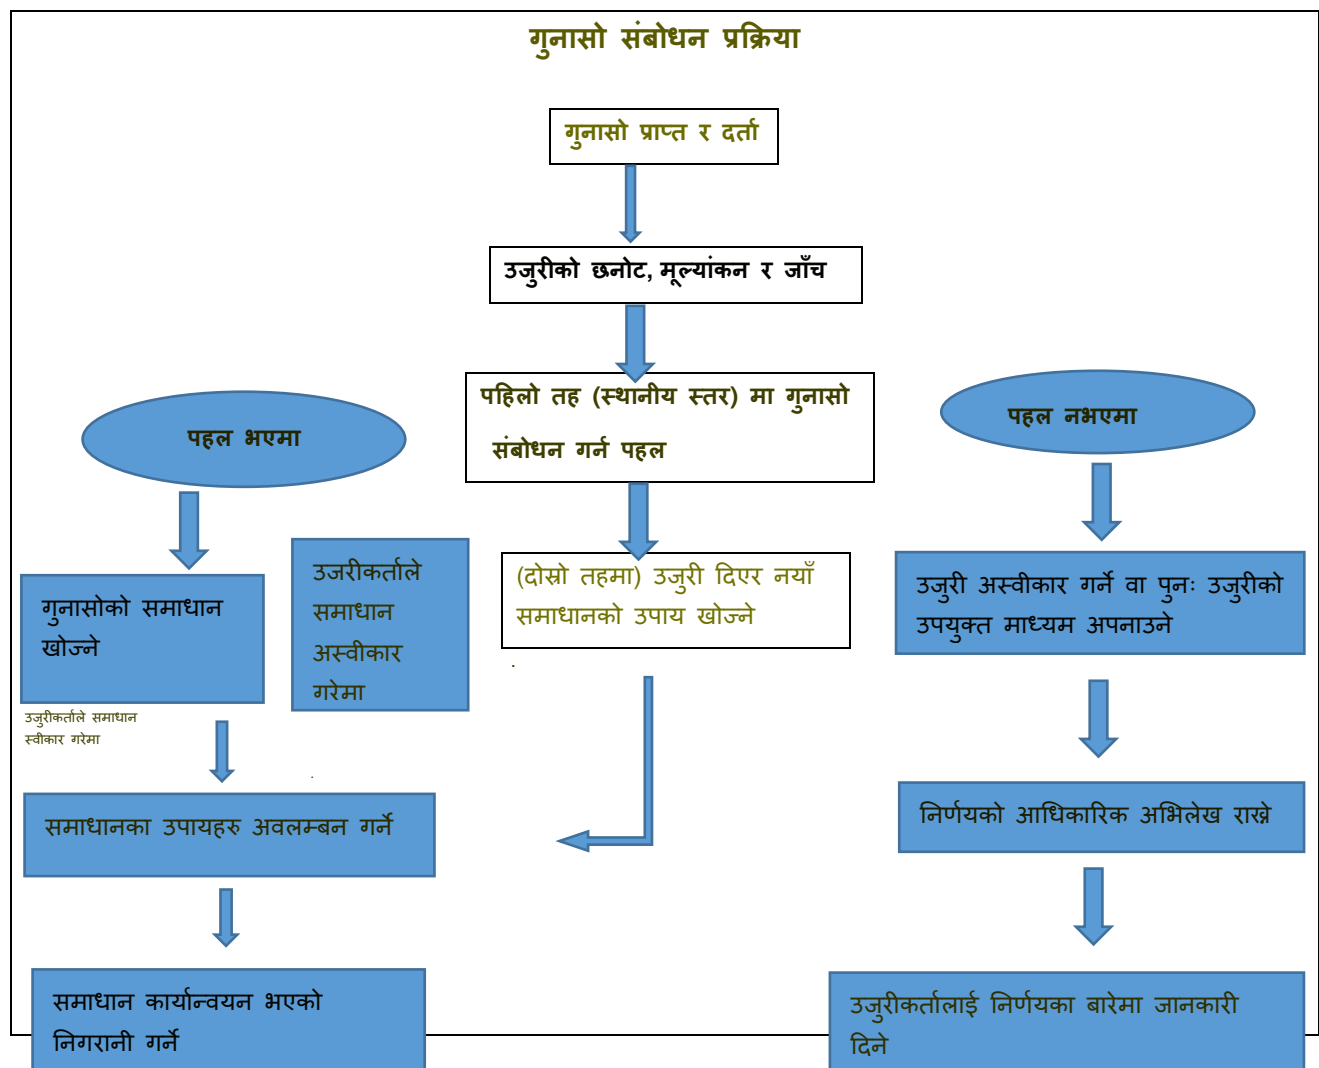 गुनासो संबोधन प्रक्रिया
गुनासो प्राप्त र दर्ता
उजुरीको छनोट, मूल्यांकन र जाँच
पहिलो तह (स्थानीय स्तर) मा गुनासो
संबोधन गर्न पहल
पहल भएमा
पहल नभएमा
गुनासोको समाधान
खोज्ने
उजरीकर्ताले
समाधान
अस्वीकार
गरेमा
(दोस्रो तहमा) उजुरी दिएर नयाँ
समाधानको उपाय खोज्ने
उजुरी अस्वीकार गर्ने वा पुनः उजुरीको
उपयुक्त माध्यम अपनाउने
उजुरीकर्ताले समाधान
स्वीकार गरेमा
समाधानका उपायहरु अवलम्बन गर्ने
निर्णयको आधिकारिक अभिलेख राख्ने
समाधान कार्यान्वयन भएको
निगरानी गर्ने
उजुरीकर्तालाई निर्णयका बारेमा जानकारी
दिने